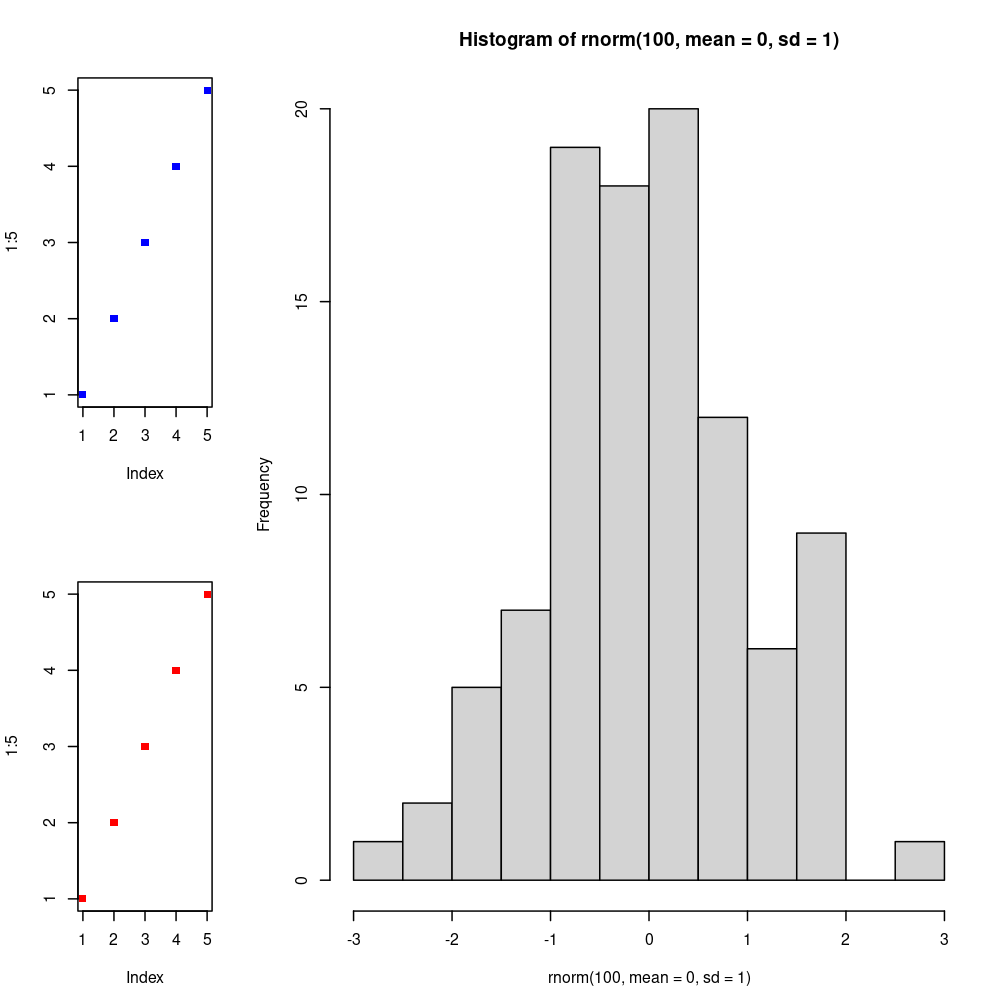 5
4
3
2
1
1:5
1 2 3 4 5
Index
5
4
3
2
1
1:5
1 2 3 4 5
Index
Histogram of rnorm(100, mean = 0, sd = 1)
20
15
10
5
0
Frequency
-3 -2 -1 0 1 2 3
rnorm(100, mean = 0, sd = 1)